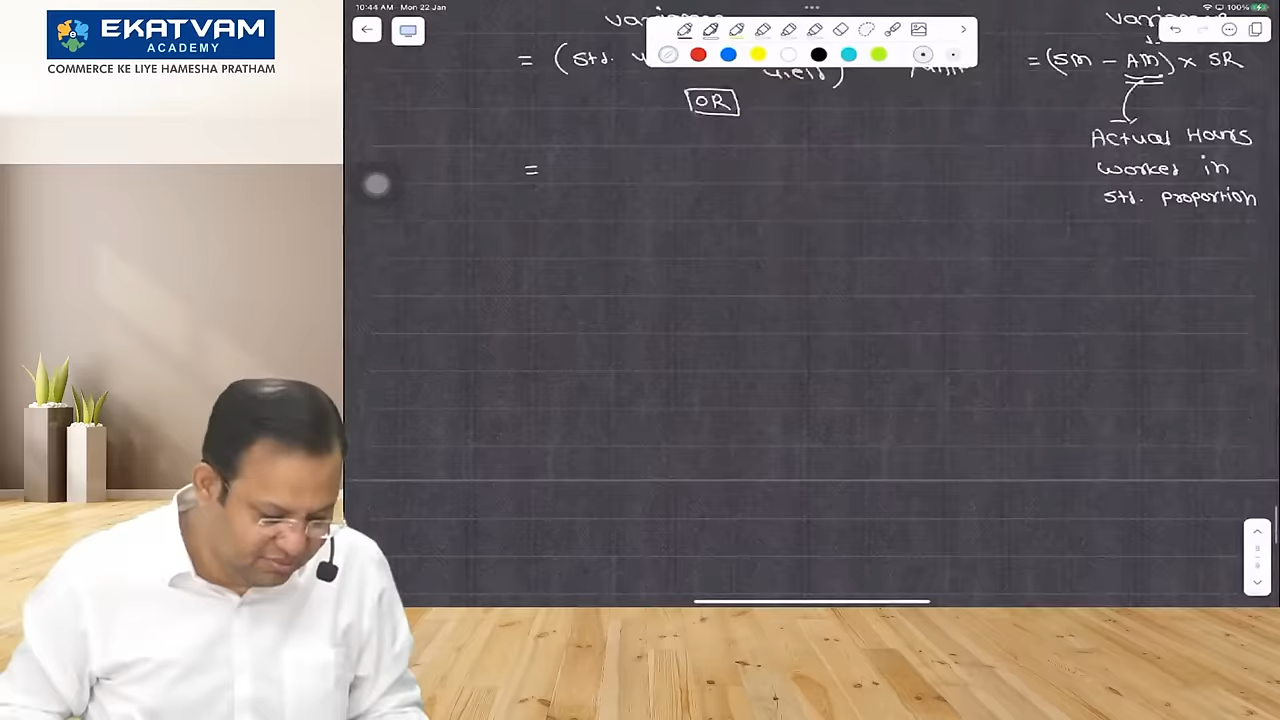 EKATVAM
ACADEMY
COMMERCE KE LIYE HAMESHA PRATHAM
10:44 AM Mon 22 Jan
100%
= (Std.
yield)
OR
=
= (SM - AM) × SR
Actual Hours
worked in
std. proportion